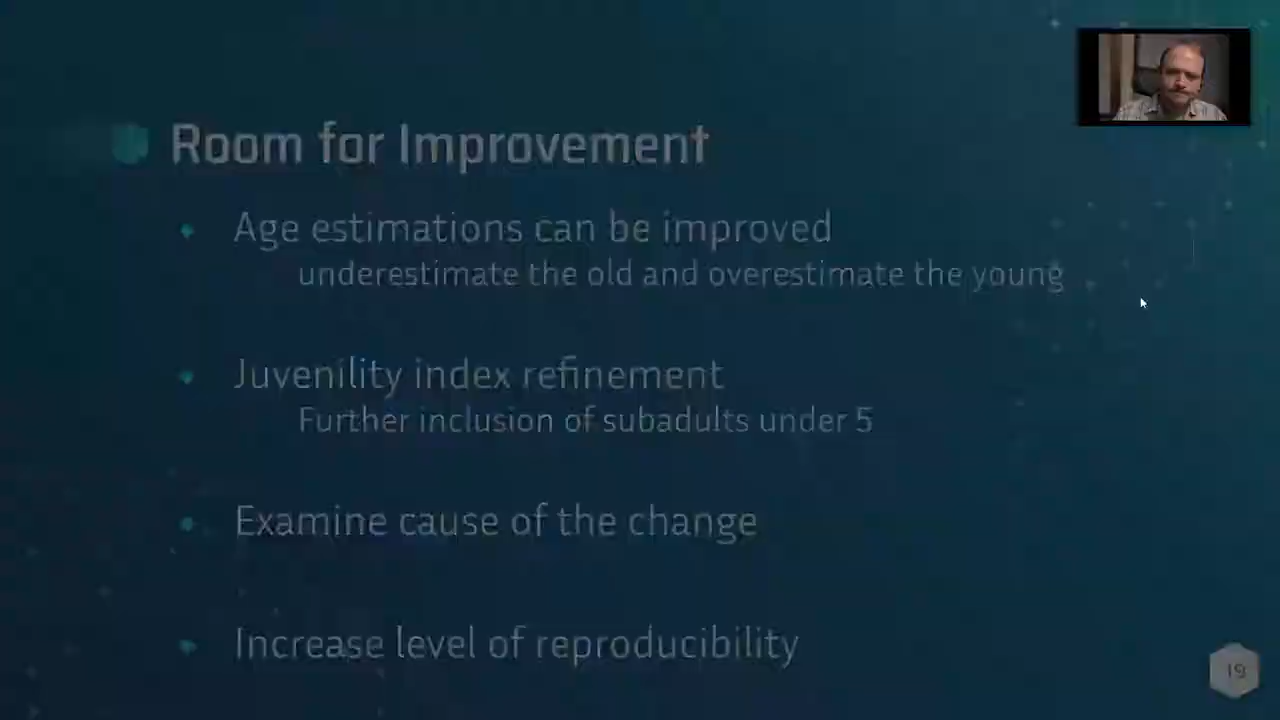 Room for Improvement
Age estimations can be improved
underestimate the old and overestimate the young
Juvenility index refinement
Further inclusion of subadults under 5
Examine cause of the change
Increase level of reproducibility
19